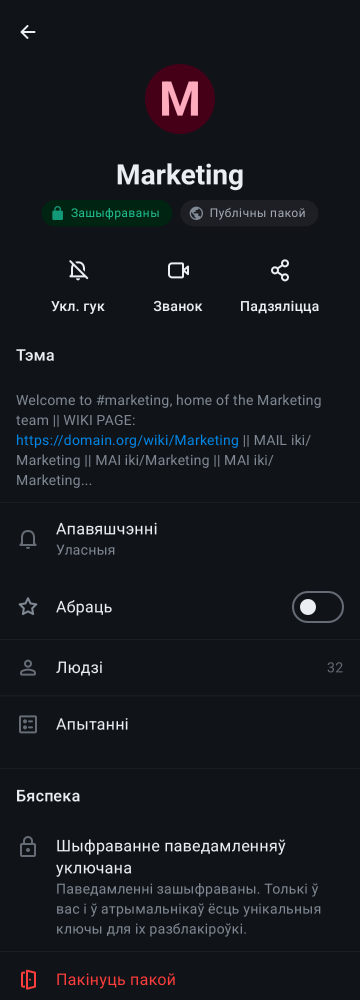 M
Marketing
Зашыфраваны
Публічны пакой
Укл. гук
Званок
Падзяліцца
Тэма
Welcome to #marketing, home of the Marketing
team || WIKI PAGE:
https://domain.org/wiki/Marketing || MAIL iki/
Marketing || MAI iki/Marketing || MAI iki/
Marketing...
Апавяшчэнні
Уласныя
Абраць
Людзі
32
Апытанні
Бяспека
Шыфраванне паведамленняў
уключана
Паведамленні зашыфраваны. Толькі ў
вас і ў атрымальнікаў ёсць унікальныя
ключы для іх разблакіроўкі.
Пакінуць пакой